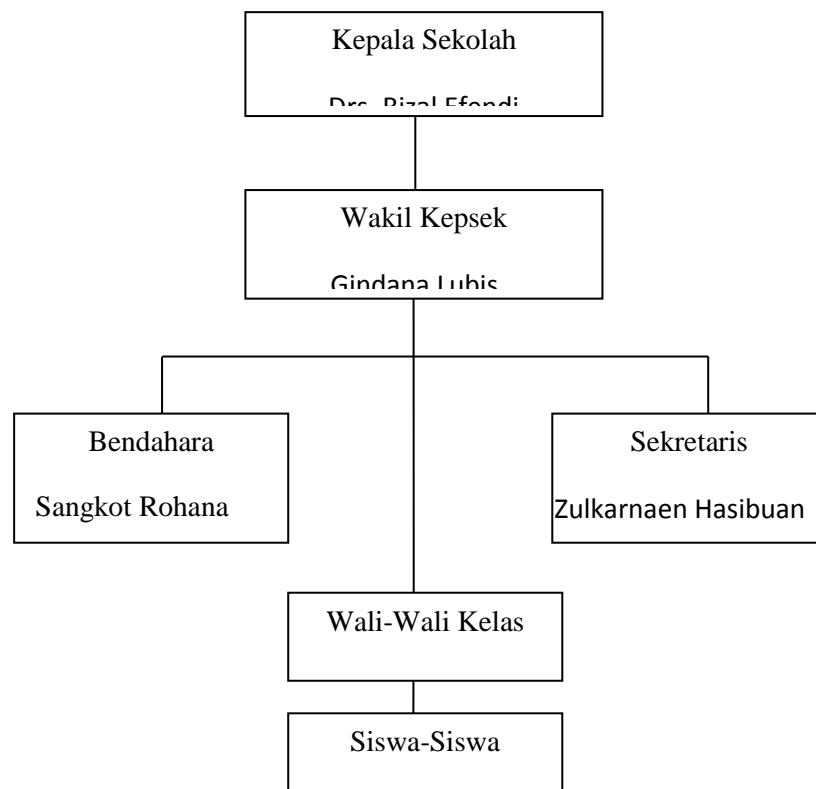 Kepala Sekolah
Drs. Rizal Efendi
Wakil Kepsek
Gindana Lubis
Bendahara
Sangkot Rohana
Sekretaris
Zulkarnaen Hasibuan
Wali-Wali Kelas
Siswa-Siswa